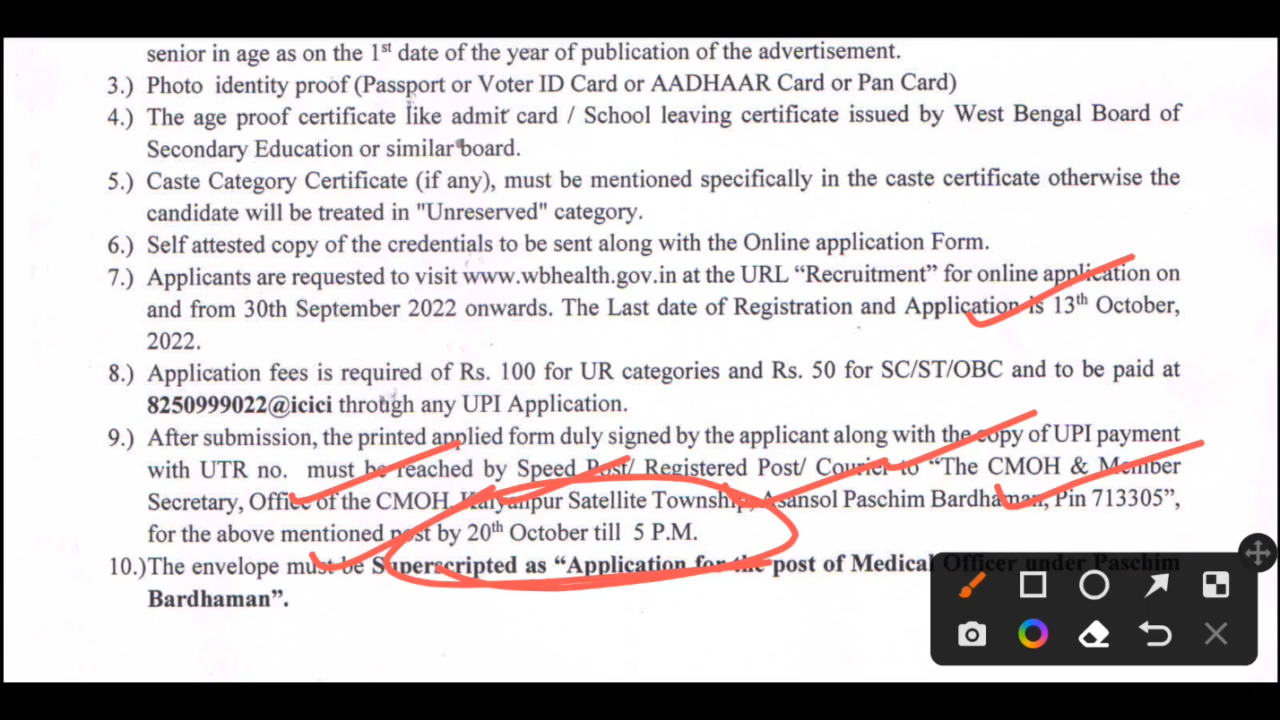 senior in age as on the 1st date of the year of publication of the advertisement.
3.) Photo identity proof (Passport or Voter ID Card or AADHAAR Card or Pan Card)
4.) The age proof certificate like admit card / School leaving certificate issued by West Bengal Board of
Secondary Education or similar board.
5.) Caste Category Certificate (if any), must be mentioned specifically in the caste certificate otherwise the
candidate will be treated in "Unreserved" category.
6.) Self attested copy of the credentials to be sent along with the Online application Form.
7.) Applicants are requested to visit www.wbhealth.gov.in at the URL “Recruitment” for online application on
and from 30th September 2022 onwards. The Last date of Registration and Application is 13th October,
2022.
8.) Application fees is required of Rs. 100 for UR categories and Rs. 50 for SC/ST/OBC and to be paid at
8250999022@icici through any UPI Application.
9.) After submission, the printed applied form duly signed by the applicant along with the copy of UPI payment
with UTR no. must be reached by Speed Post/ Registered Post/ Courier to “The CMOH & Member
Secretary, Office of the CMOH, Kalyanpur Satellite Township, Asansol Paschim Bardhaman, Pin 713305”,
for the above mentioned post by 20th October till 5 P.M.
10.)The envelope must be Superscripted as “Application for the post of Medical Officer under Paschim
Bardhaman”.